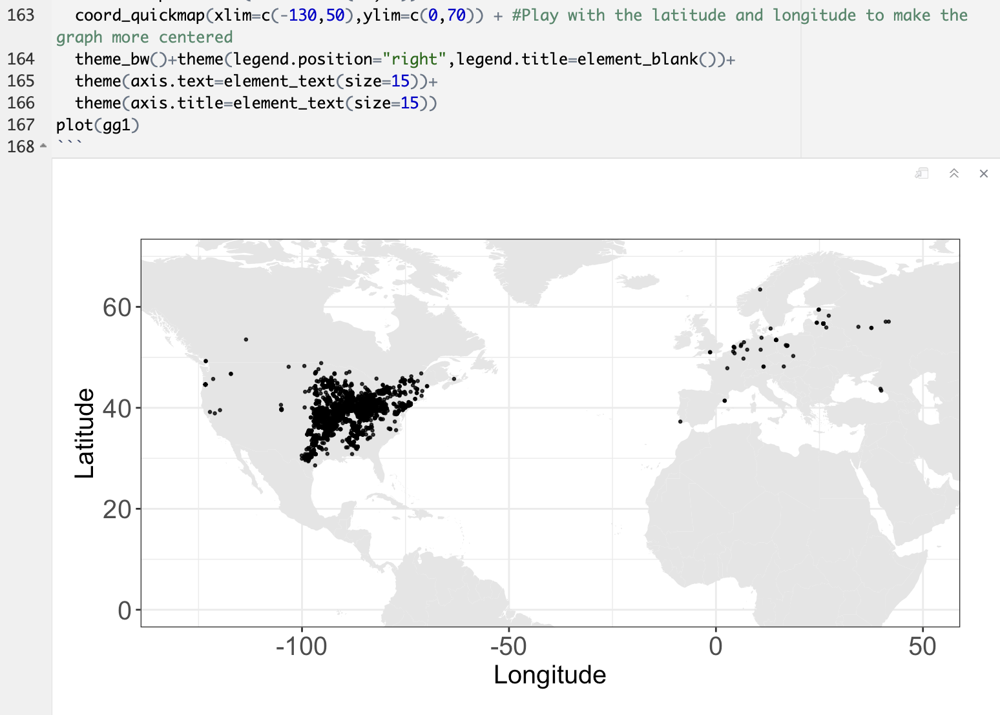 163 coord_quickmap(xlim=c(-130,50),ylim=c(0,70)) + #Play with the latitude and longitude to make the
graph more centered
164 theme_bw()+theme(legend.position="right",legend.title=element_blank())+
165 theme(axis.text=element_text(size=15))+
166 theme(axis.title=element_text(size=15))
167 plot(gg1)
168 ```
60
40
20
0
Latitude
-100 -50 0 50
Longitude